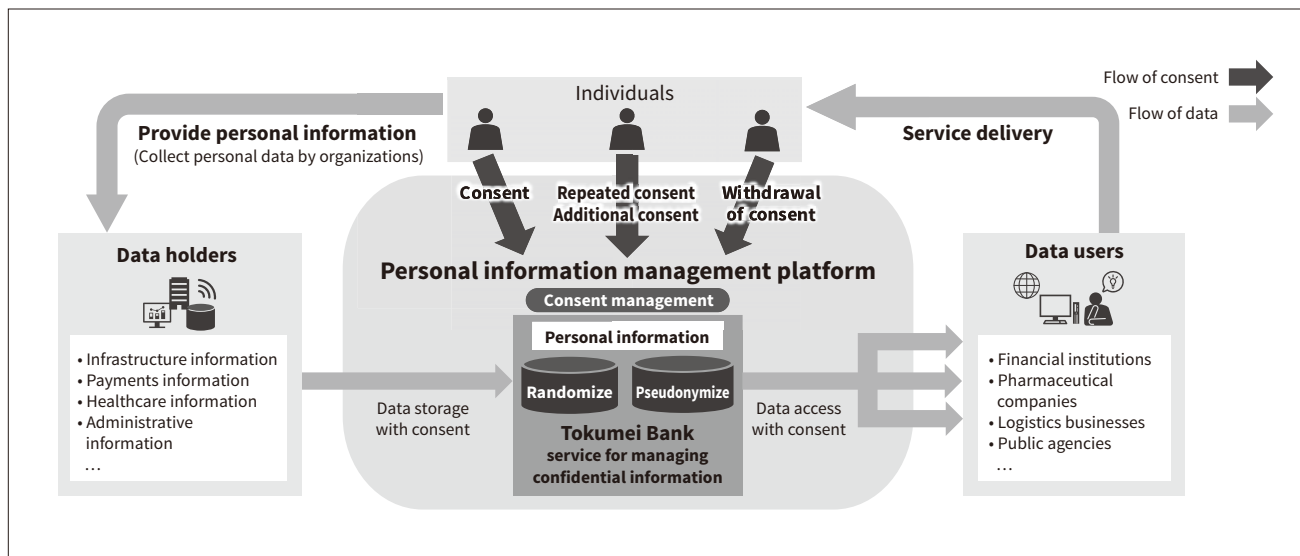 Individuals
Flow of consent
Flow of data
Provide personal information
(Collect personal data by organizations)
Service delivery
Consent
Repeated consent
Additional consent
Withdrawal
of consent
Data holders
• Infrastructure information
• Payments information
• Healthcare information
• Administrative
information
…
Personal information management platform
Consent management
Personal information
Randomize
Pseudonymize
Tokumei Bank
service for managing
confidential information
Data storage
with consent
Data access
with consent
Data users
• Financial institutions
• Pharmaceutical
companies
• Logistics businesses
• Public agencies
…